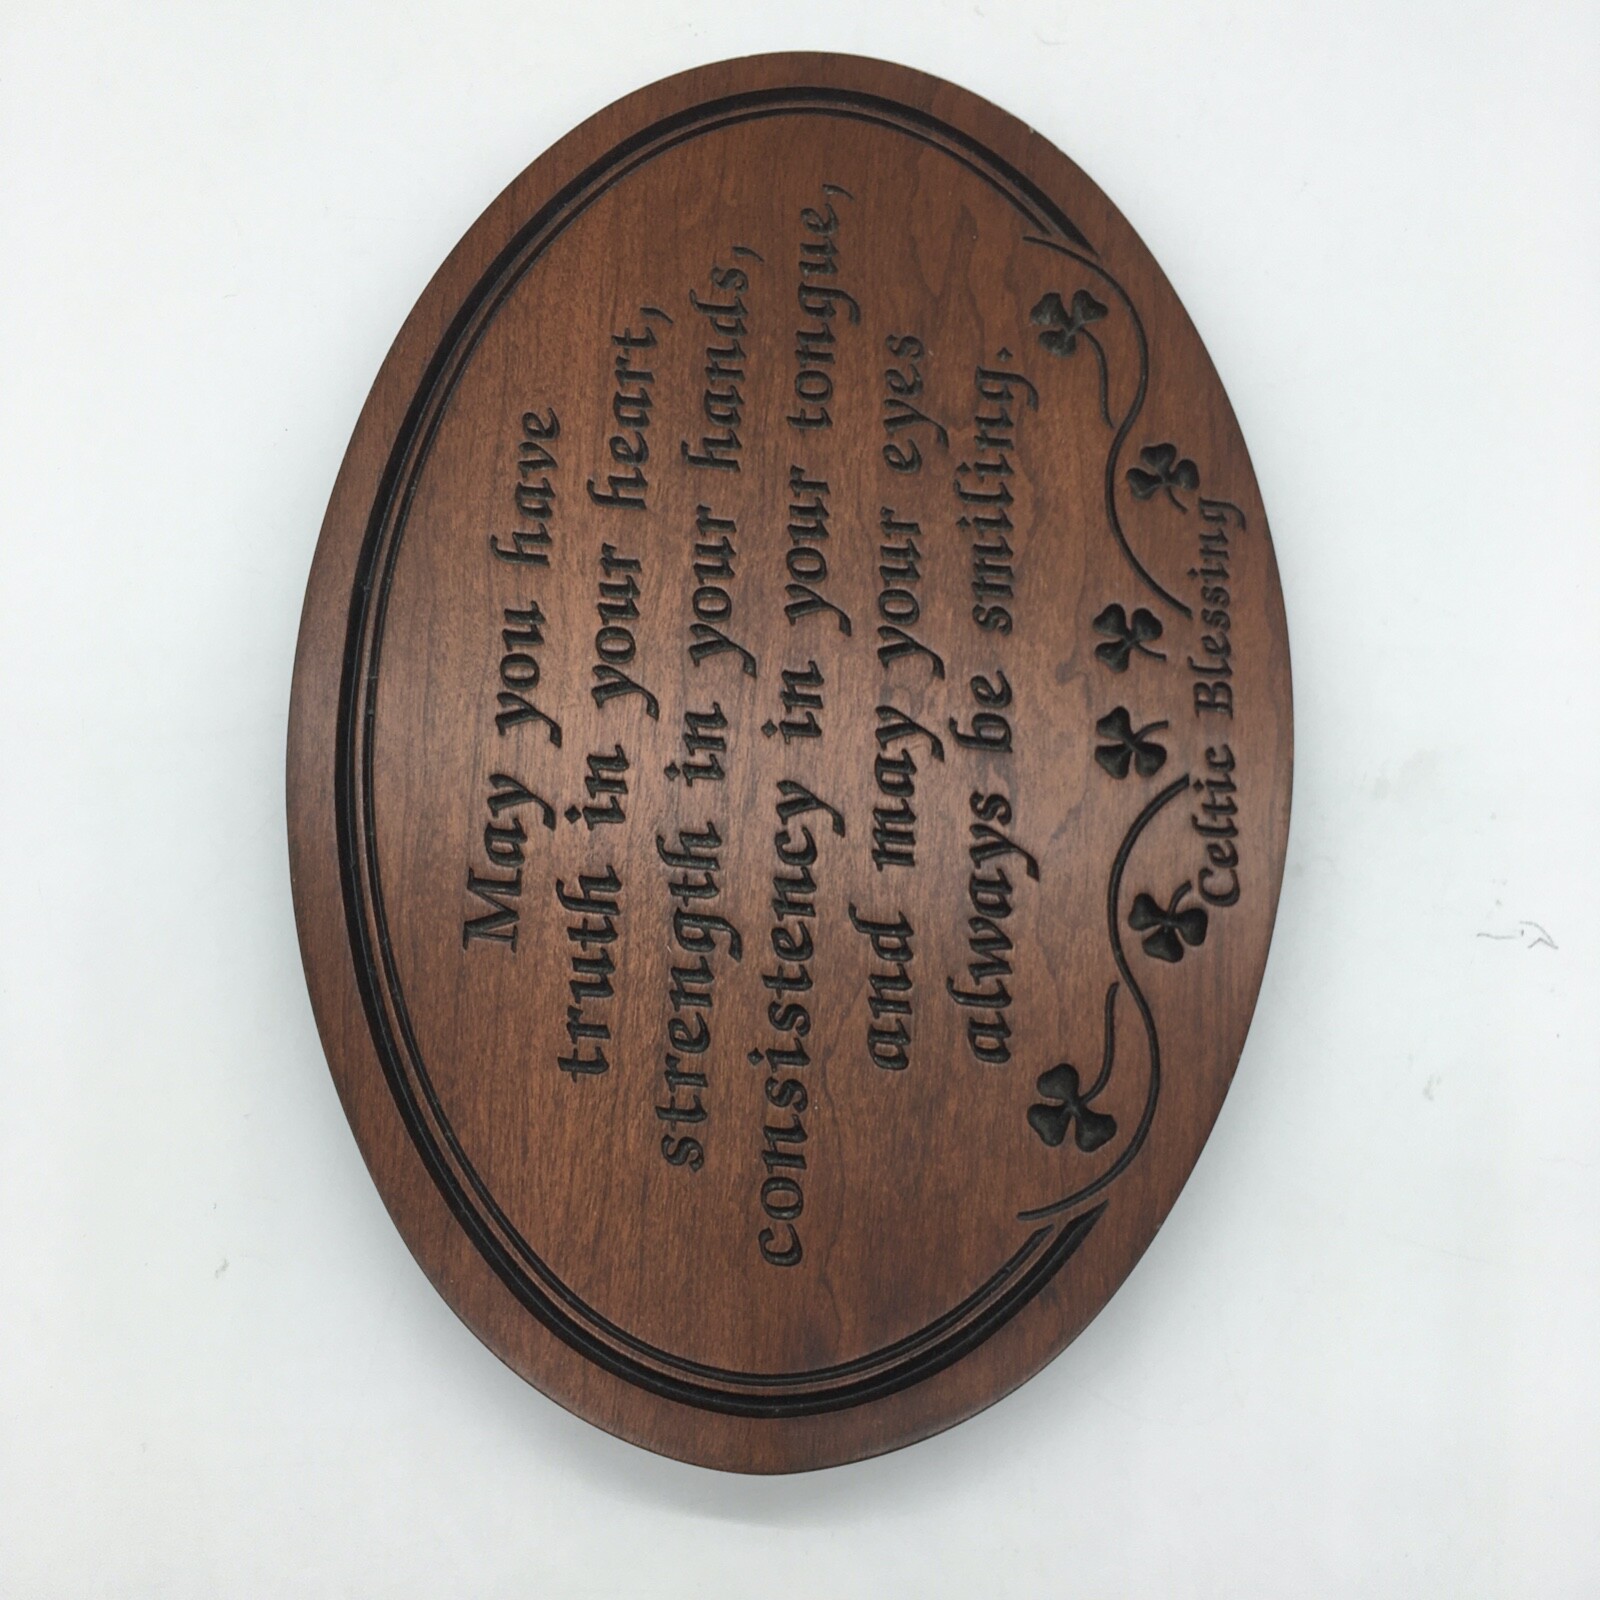 May you have
truth in your heart,
strength in your hands,
consistency in your tongue,
and may your eyes
always be smiling.
Celtic Blessing